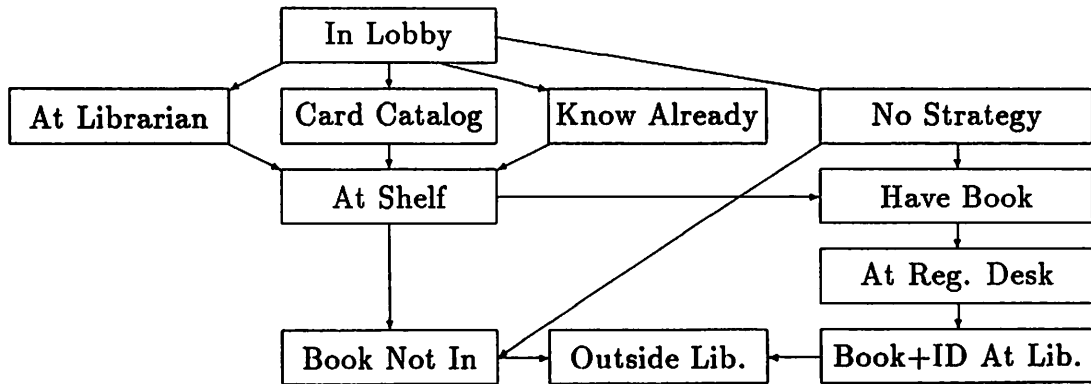 In Lobby
At Librarian
Card Catalog
Know Already
No Strategy
At Shelf
Have Book
At Reg. Desk
Book Not In
Outside Lib.
Book+ID At Lib.